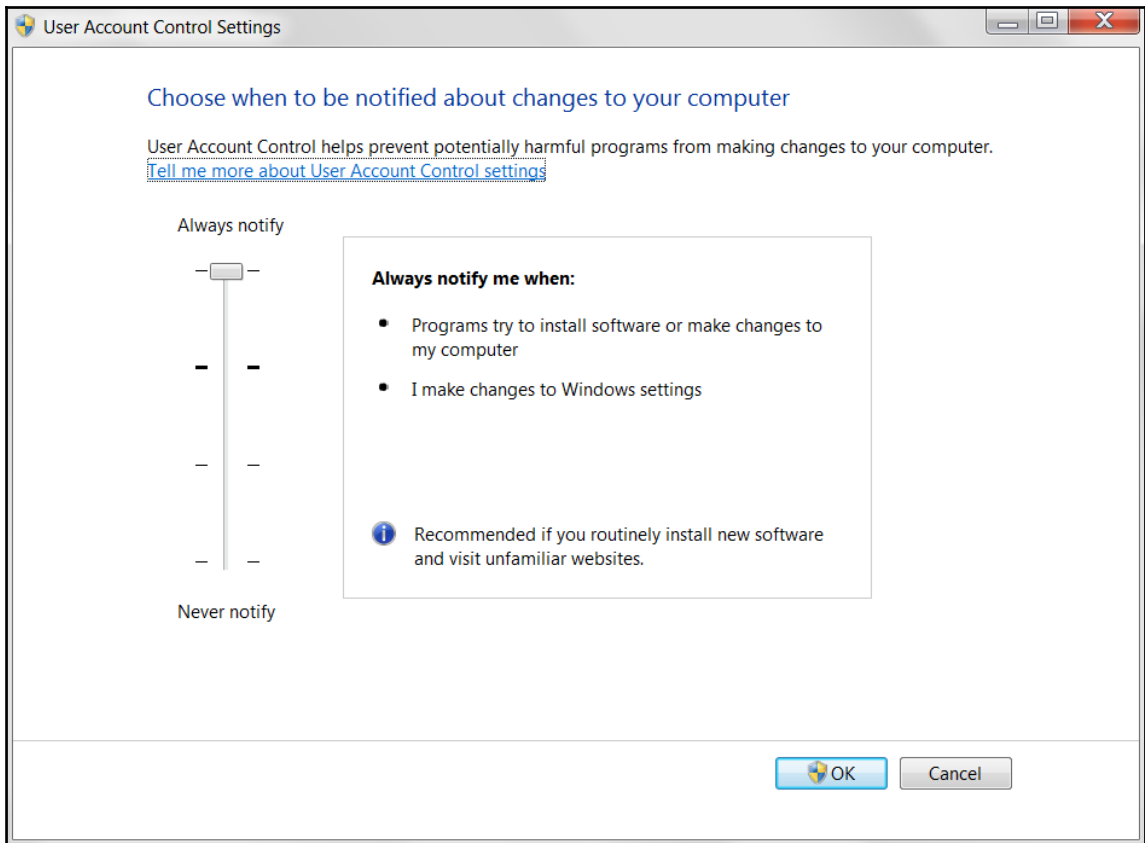 User Account Control Settings
Choose when to be notified about changes to your computer
User Account Control helps prevent potentially harmful programs from making changes to your computer.
Tell me more about User Account Control settings
Always notify
Always notify me when:
Programs try to install software or make changes to
my computer
I make changes to Windows settings
Recommended if you routinely install new software
and visit unfamiliar websites.
Never notify
OK
Cancel